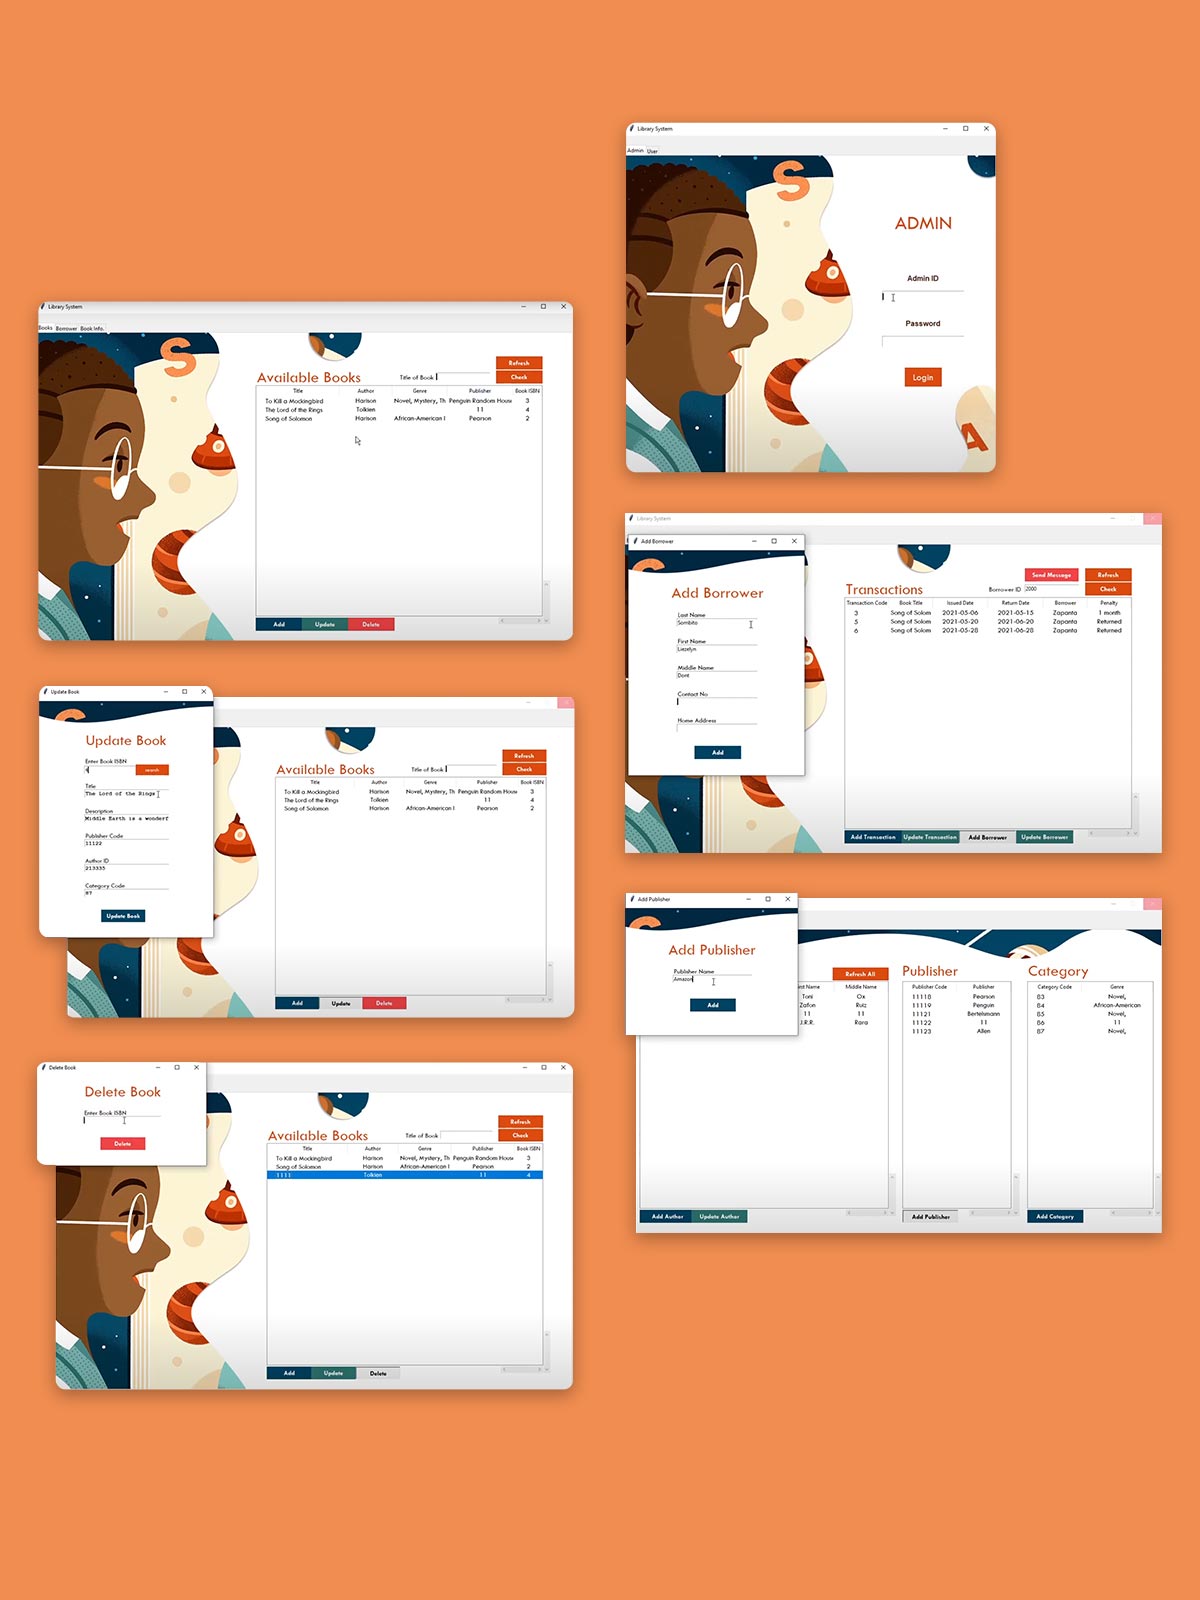 Library System
Admin User
S
ADMIN
Admin ID
Password
Login
A
Library System
Books Borrower Book Info.
S
Refresh
Available Books Title of Book Check
Title Author Genre Publisher Book ISBN
To Kill a Mockingbird Harison Novel, Mystery, Th Penguin Random Hous 3
The Lord of the Rings Tolkien 11 4
Song of Solomon Harison African-American I Pearson 2
Add Update Delete
Library System
Add Borrower
Add Borrower
Last Name
Sombito
First Name
Liezelyn
Middle Name
Dont
Contact No
Home Address
Add
Send Message Refresh
Transactions Borrower ID 2000 Check
Transaction Code Book Title Issued Date Return Date Borrower Penalty
3 Song of Solom 2021-05-06 2021-05-15 Zapanta 1 month
5 Song of Solom 2021-05-20 2021-06-20 Zapanta Returned
6 Song of Solom 2021-05-28 2021-06-28 Zapanta Returned
Add Transaction Update Transaction Add Borrower Update Borrower
Update Book
Update Book
Enter Book ISBN
4 search
Title
The Lord of the Rings
Description
Middle Earth is a wonderf
Publisher Code
11122
Author ID
213335
Category Code
87
Update Book
Refresh
Available Books Title of Book Check
Title Author Genre Publisher Book ISBN
To Kill a Mockingbird Harison Novel, Mystery, Th Penguin Random Hous 3
The Lord of the Rings Tolkien 11 4
Song of Solomon Harison African-American I Pearson 2
Add Update Delete
Add Publisher
Add Publisher
Publisher Name
Amazon
Add
Refresh All
Publisher
Category
rst Name Middle Name
Toni Ox
Zafon Ruiz
11 11
J.R.R. Rara
Publisher Code Publisher
11118 Pearson
11119 Penguin
11121 Bertelsmann
11122 11
11123 Allen
Category Code Genre
83 Novel,
84 African-American
85 Novel,
86 11
87 Novel,
Add Author Update Author Add Publisher Add Category
Delete Book
Delete Book
Enter Book ISBN
Delete
Refresh
Available Books Title of Book Check
Title Author Genre Publisher Book ISBN
To Kill a Mockingbird Harison Novel, Mystery, Th Penguin Random Hous 3
Song of Solomon Harison African-American I Pearson 2
1111 Tolkien 11 4
Add Update Delete